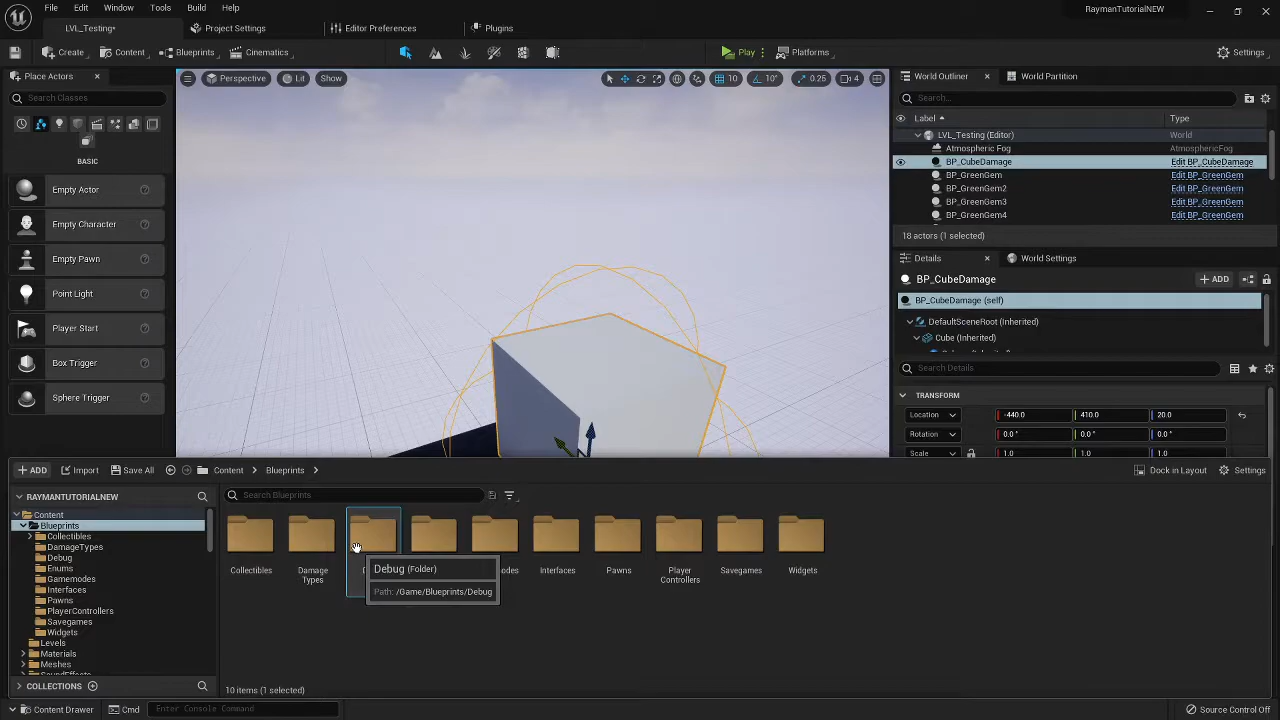 File Edit Window Tools Build Help
RaymanTutorialNEW
LVL_Testing* Project Settings Editor Preferences Plugins
Create Content Blueprints Cinematics Play Platforms Settings
Place Actors
Search Classes
BASIC
Empty Actor
Empty Character
Empty Pawn
Point Light
Player Start
Box Trigger
Sphere Trigger
Perspective Lit Show 10 10° 0.25 4
World Outliner World Partition
Search...
Label Type
LVL_Testing (Editor) World
Atmospheric Fog AtmosphericFog
BP_CubeDamage Edit BP_CubeDamage
BP_GreenGem Edit BP_GreenGem
BP_GreenGem2 Edit BP_GreenGem
BP_GreenGem3 Edit BP_GreenGem
BP_GreenGem4 Edit BP_GreenGem
18 actors (1 selected)
Details World Settings
BP_CubeDamage + ADD
BP_CubeDamage (self)
DefaultSceneRoot (Inherited)
Cube (Inherited)
Search Details
TRANSFORM
Location -440.0 410.0 20.0
Rotation 0.0 ° 0.0 ° 0.0 °
Scale 1.0 1.0 1.0
+ ADD Import Save All Content Blueprints Dock in Layout Settings
RAYMANTUTORIALNEW
Content
Blueprints
Collectibles
DamageTypes
Debug
Enums
Gamemodes
Interfaces
Pawns
PlayerControllers
Savegames
Widgets
Levels
Materials
Meshes
SoundEffects
COLLECTIONS
Search Blueprints
Collectibles
Damage
Types
odes
Interfaces
Pawns
Player
Controllers
Savegames
Widgets
Debug (Folder)
Path: /Game/Blueprints/Debug
10 items (1 selected)
Content Drawer Cmd Enter Console Command Source Control Off